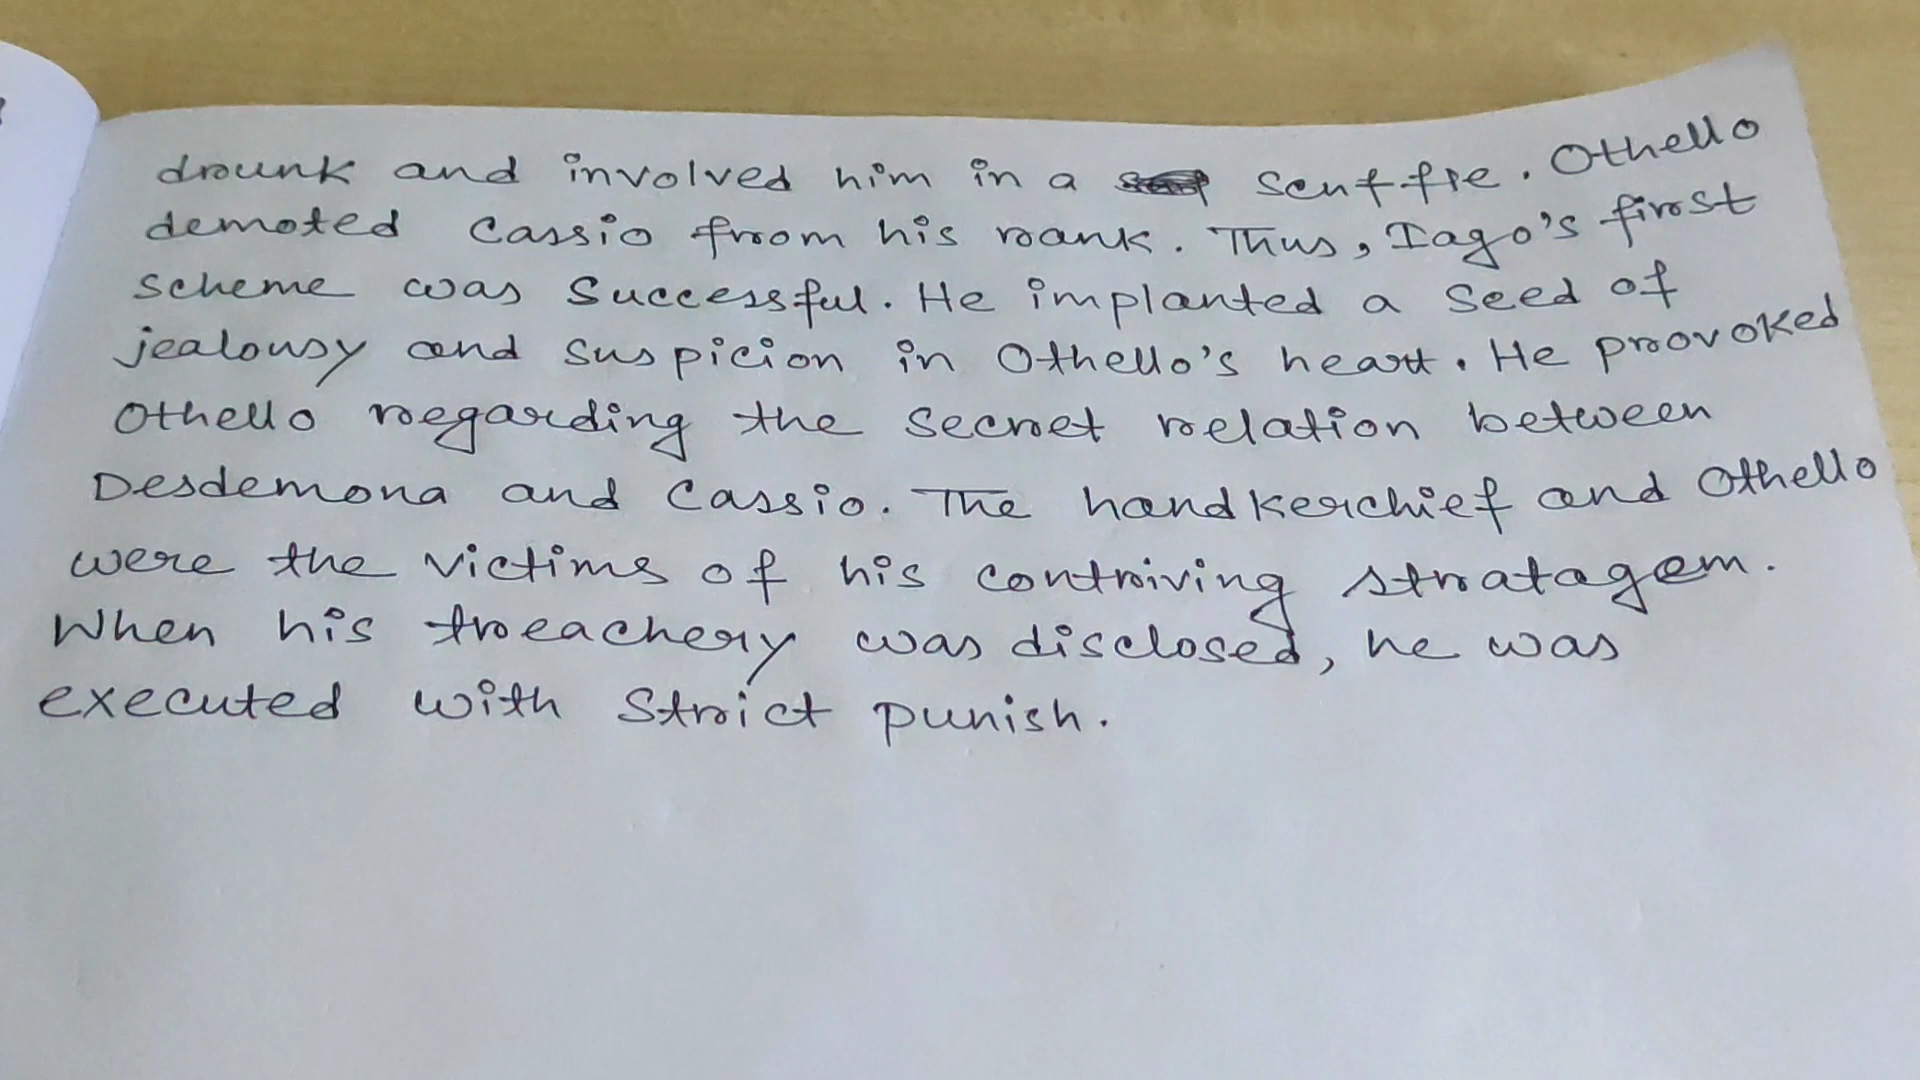 drunk and involved him in a scuffle. Othello
demoted Cassio from his rank. Thus, Iago's first
scheme was successful. He implanted a seed of
jealousy and suspicion in Othello's heart. He provoked
Othello regarding the secret relation between
Desdemona and Cassio. The handkerchief and Othello
were the victims of his contriving stratagem.
When his treachery was disclosed, he was
executed with strict punish.